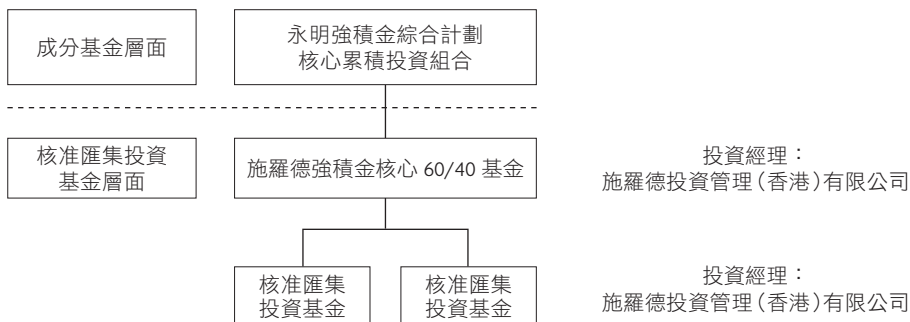 成分基金層面
永明強積金綜合計劃
核心累積投資組合
核准匯集投資
基金層面
施羅德強積金核心 60/40 基金
投資經理：
施羅德投資管理（香港）有限公司
核准匯集
投資基金
核准匯集
投資基金
投資經理：
施羅德投資管理（香港）有限公司